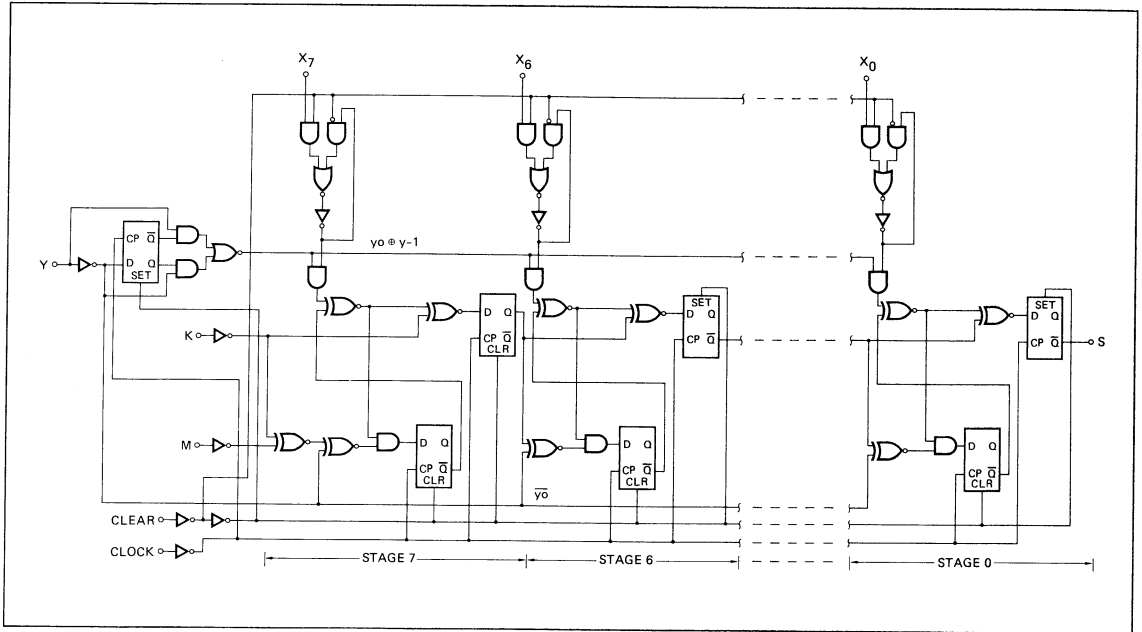 X7 X6 X0
CP Q̅
Y D Q
SET
yo ⊕ y-1
D Q
CP Q̅
CLR
SET
D Q
CP Q̅
SET
D Q
CP Q̅
S
K
M
D Q
CP Q̅
CLR
D Q
CP Q̅
CLR
D Q
CP Q̅
CLR
y̅o̅
CLEAR
CLOCK
STAGE 7 STAGE 6 STAGE 0